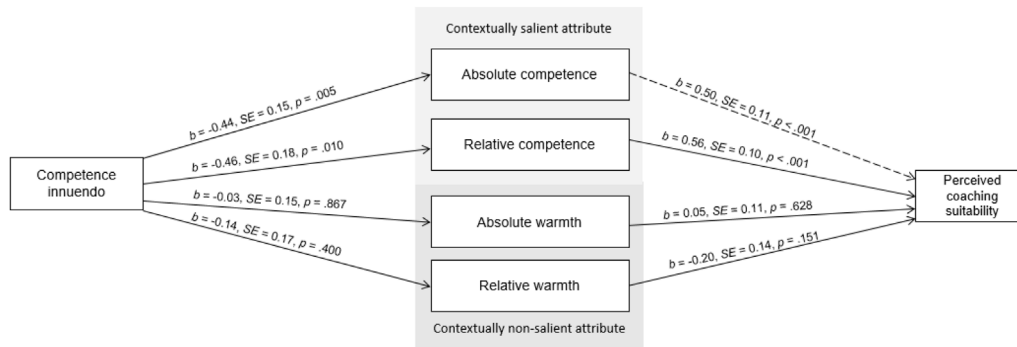 Contextually salient attribute
Absolute competence
b = -0.44, SE = 0.15, p = .005
b = 0.50, SE = 0.11, p < .001
Relative competence
b = -0.46, SE = 0.18, p = .010
b = 0.56, SE = 0.10, p < .001
Competence
innuendo
Perceived
coaching
suitability
b = -0.03, SE = 0.15, p = .867
Absolute warmth
b = 0.05, SE = 0.11, p = .628
b = -0.14, SE = 0.17, p = .400
Relative warmth
b = -0.20, SE = 0.14, p = .151
Contextually non-salient attribute